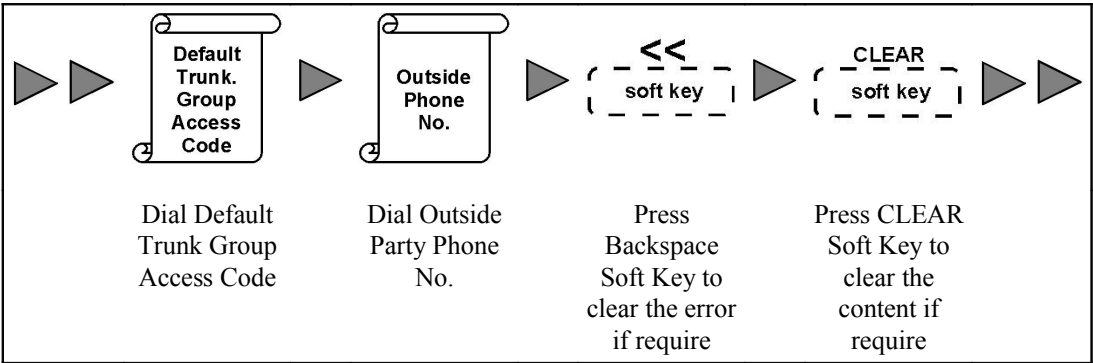 Default
Trunk.
Group
Access
Code
Outside
Phone
No.
<<
soft key
CLEAR
soft key
Dial Default
Trunk Group
Access Code
Dial Outside
Party Phone
No.
Press
Backspace
Soft Key to
clear the error
if require
Press CLEAR
Soft Key to
clear the
content if
require